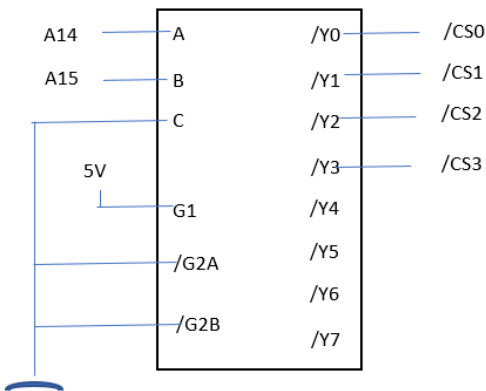 A14 A /Y0 /CS0
A15 B /Y1 /CS1
C /Y2 /CS2
5V /Y3 /CS3
G1 /Y4
/G2A /Y5
/Y6
/G2B /Y7